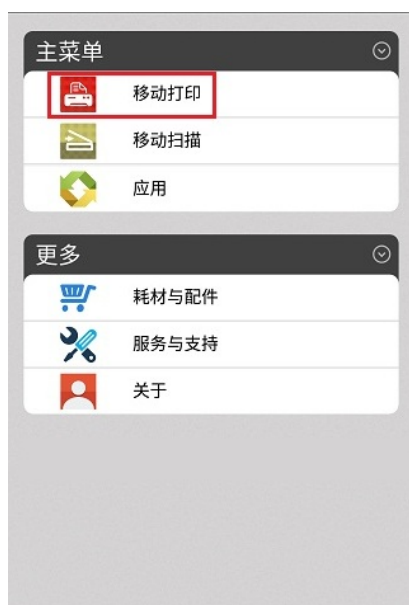 主菜单
移动打印
移动扫描
应用
更多
耗材与配件
服务与支持
关于